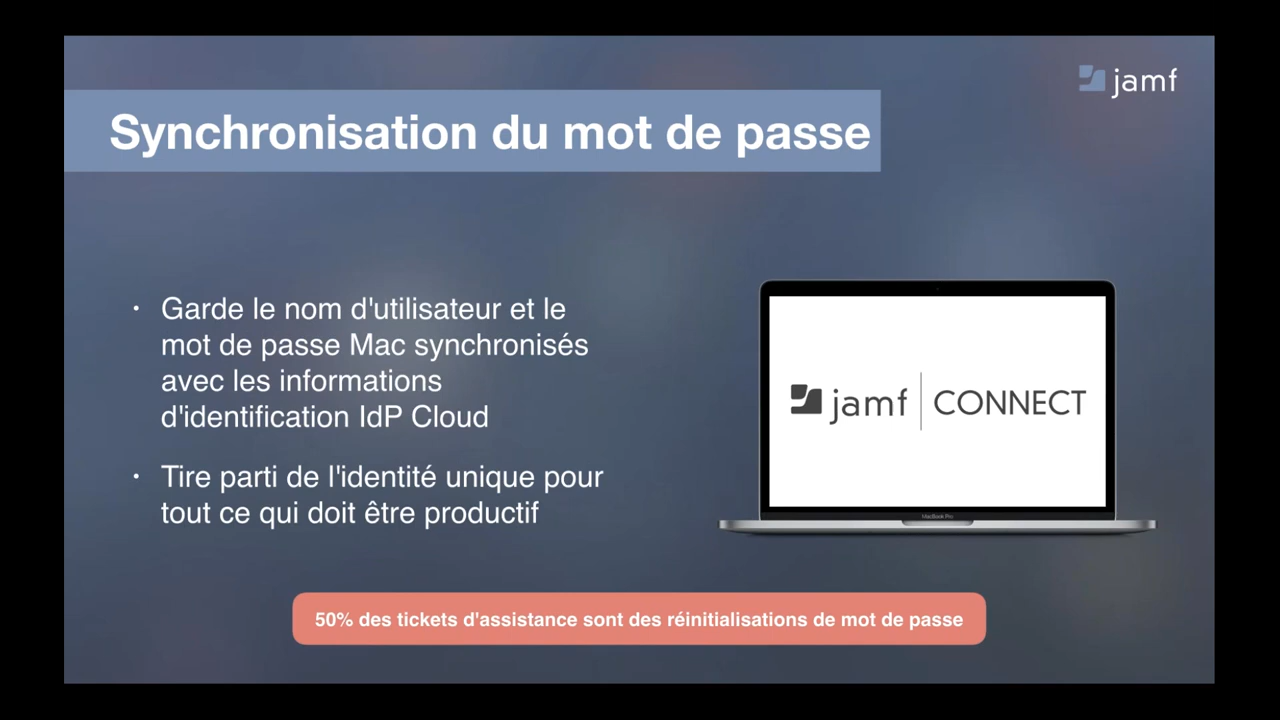 jamf
Synchronisation du mot de passe
• Garde le nom d'utilisateur et le
mot de passe Mac synchronisés
avec les informations
d'identification IdP Cloud
• Tire parti de l'identité unique pour
tout ce qui doit être productif
jamf | CONNECT
MacBook Pro
50% des tickets d'assistance sont des réinitialisations de mot de passe